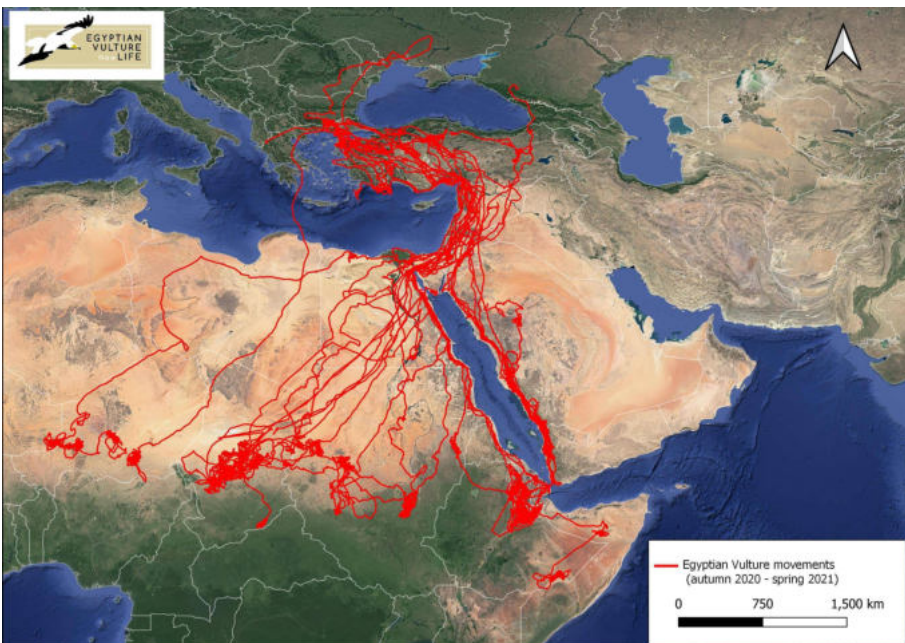 EGYPTIAN
VULTURE
LIFE
Egyptian Vulture movements
(autumn 2020 - spring 2021)
0 750 1,500 km